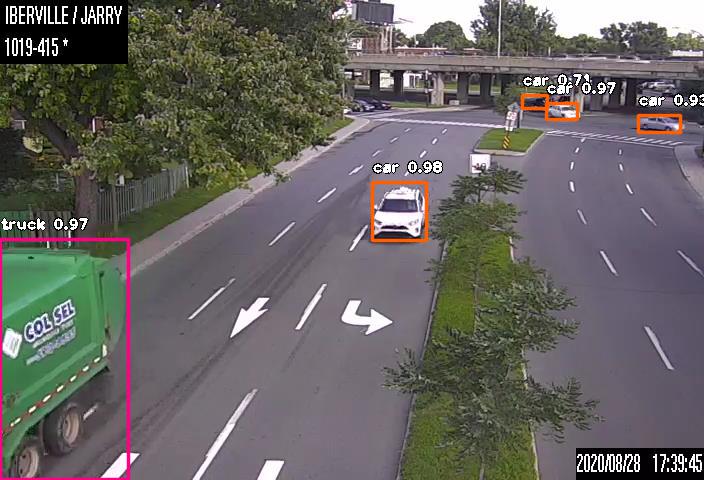 IBERVILLE / JARRY
1019-415 *
car 0.71
car 0.97
car 0.93
car 0.98
truck 0.97
COL SEL
2020/08/28 17:39:45